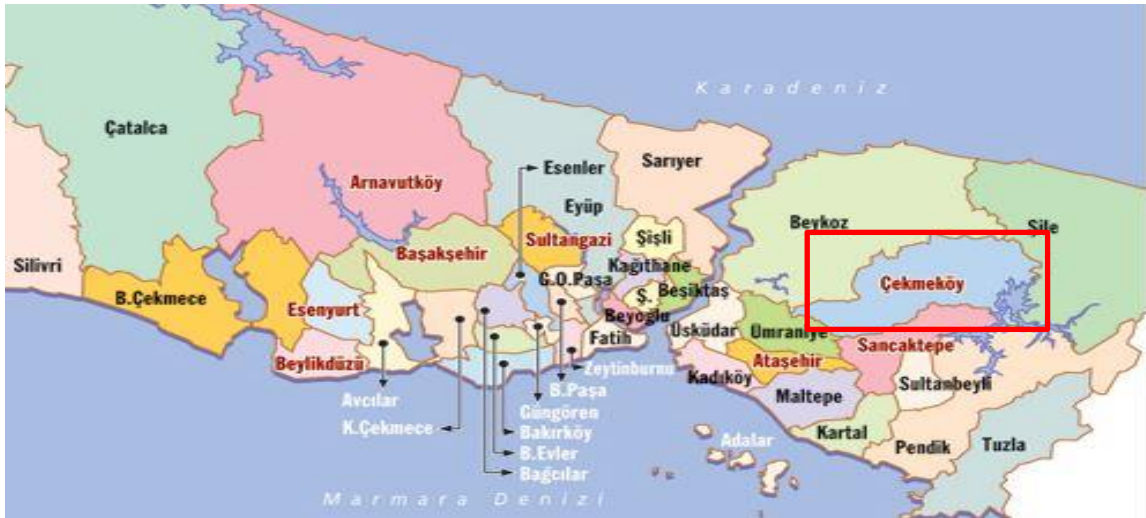 Karadeniz
Çatalca
Sarıyer
Esenler
Arnavutköy
Eyüp
Beykoz
Şile
Sultangazi
Şişli
Başakşehir
Silivri
Kağıthane
G.O.Paşa
Çekmeköy
B.Çekmece
Ş.
Beşiktaş
Esenyurt
Beyoglu
Üsküdar
Ümraniye
Fatih
Sancaktepe
Beylikdüzü
Zeytinburnu
Ataşehir
Kadıköy
Sultanbeyli
B.Paşa
Maltepe
Avcılar
Güngören
K.Çekmece
Bakırköy
Kartal
Adalar
Pendik
Tuzla
B.Evler
Bağcılar
Marmara Denizi